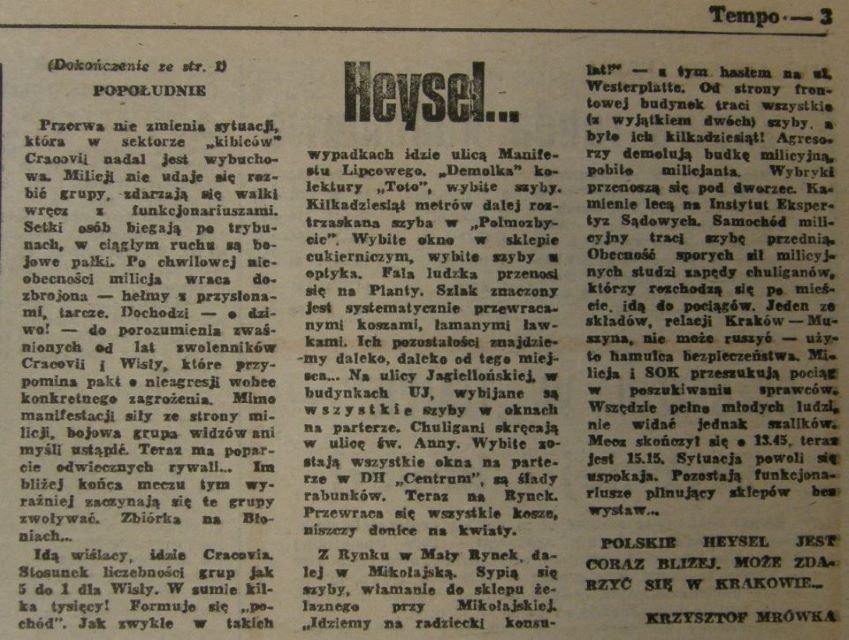 Tempo — 3
(Dokończenie ze str. 1)
POPOŁUDNIE
Przerwa nie zmienia sytuacji,
która w sektorze „kibiców”
Cracovii nadal jest wybucho-
wa. Milicji nie udaje się roz-
bić grupy, zdarzają się walki
wręcz z funkcjonariuszami.
Setki osób biegają po trybu-
nach, w ciągłym ruchu są bo-
jowe pałki. Po chwilowej nie-
obecności milicja wraca do-
zbrojona — hełmy z przysłona-
mi, tarcze. Dochodzi — o dzi-
wo! — do porozumienia zwaś-
nionych od lat zwolenników
Cracovii i Wisły, które przy-
pomina pakt o nieagresji wobec
konkretnego zagrożenia. Mimo
manifestacji siły ze strony mi-
licji, bojowa grupa widzów ani
myśli ustąpić. Teraz ma popar-
cie odwiecznych rywali... Im
bliżej końca meczu tym wy-
raźniej zaczynają się te grupy
zwoływać. Zbiórka na Bło-
niach...
Idą wiślacy, idzie Cracovia.
Stosunek liczebności grup jak
5 do 1 dla Wisły. W sumie kil-
ka tysięcy! Formuje się „po-
chód”. Jak zwykle w takich
Heysel...
wypadkach idzie ulicą Manife-
stu Lipcowego. „Demolka” ko-
lektury „Toto”, wybite szyby.
Kilkadziesiąt metrów dalej roz-
trzaskana szyba w „Polmozby-
cie”. Wybite okno w sklepie
cukierniczym, wybite szyby u
optyka. Fala ludzka przenosi
się na Planty. Szlak znaczony
jest systematycznie przewraca-
nymi koszami, łamanymi ław-
kami. Ich pozostałości znajdzie-
my daleko, daleko od tego miej-
sca... Na ulicy Jagiellońskiej, w
budynkach UJ, wybijane są
wszystkie szyby w oknach
na parterze. Chuligani skręcają
w ulicę św. Anny. Wybite zo-
stają wszystkie okna na parte-
rze w DH „Centrum”, są ślady
rabunków. Teraz na Rynek.
Przewraca się wszystkie kosze,
niszczy donice na kwiaty.
Z Rynku w Mały Rynek, da-
lej w Mikołajską. Sypią się
szyby, włamanie do sklepu że-
laznego przy Mikołajskiej.
„Idziemy na radziecki konsu-
lat!” — z tym hasłem na ul.
Westerplatte. Od strony fron-
towej budynek traci wszystkie
(z wyjątkiem dwóch) szyby, a
było ich kilkadziesiąt! Agreso-
rzy demolują budkę milicyjną,
pobito milicjanta. Wybryki
przenoszą się pod dworzec. Ka-
mienie lecą na Instytut Eksper-
tyz Sądowych. Samochód mili-
cyjny traci szybę przednią.
Obecność sporych sił milicyj-
nych studzi zapędy chuliganów,
którzy rozchodzą się po mieś-
cie, idą do pociągów. Jeden ze
składów, relacji Kraków — Mu-
szyna, nie może ruszyć — uży-
to hamulca bezpieczeństwa. Mi-
licja i SOK przeszukują pociąg
w poszukiwaniu sprawców.
Wszędzie pełno młodych ludzi,
nie widać jednak szalików.
Mecz skończył się o 13.45, teraz
jest 15.15. Sytuacja powoli się
uspokaja. Pozostają funkcjona-
riusze pilnujący sklepów bez
wystaw...
POLSKIE HEYSEL JEST
CORAZ BLIŻEJ. MOŻE ZDA-
RZYĆ SIĘ W KRAKOWIE...
KRZYSZTOF MRÓWKA